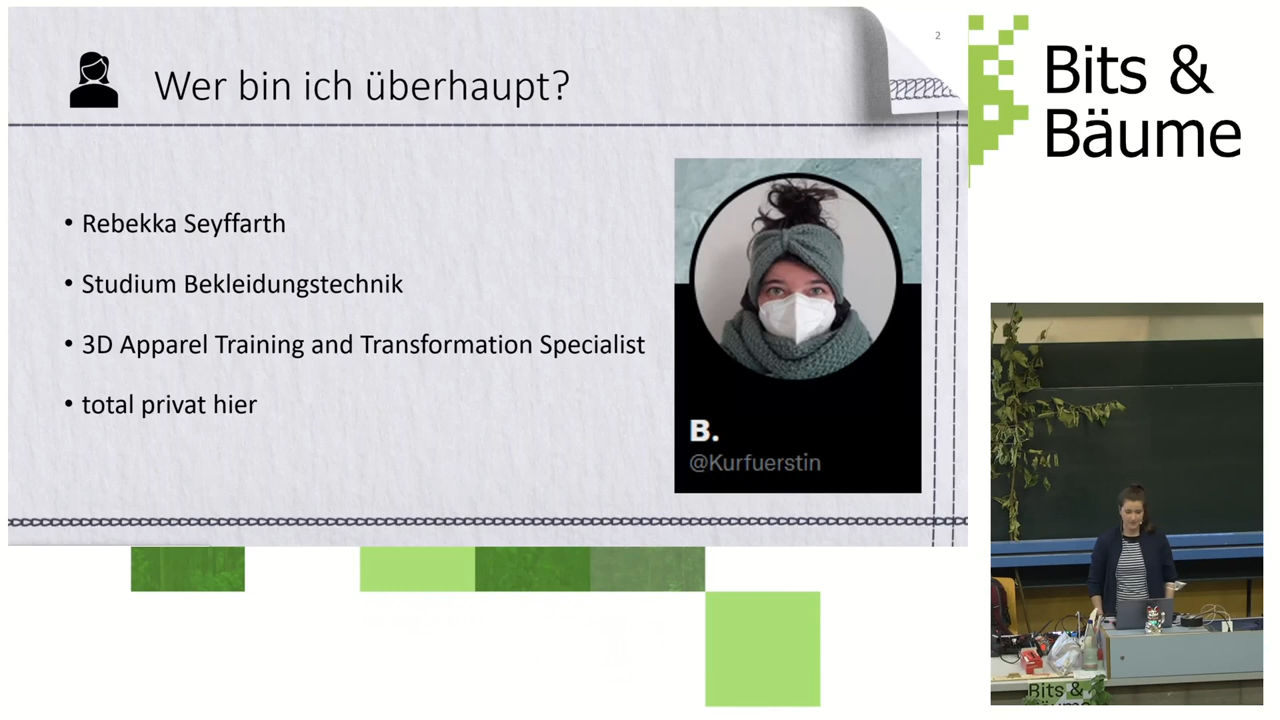 2
Wer bin ich überhaupt?
• Rebekka Seyffarth
• Studium Bekleidungstechnik
• 3D Apparel Training and Transformation Specialist
• total privat hier
B.
@Kurfuerstin
Bits &
Bäume
Bits &
Bäume